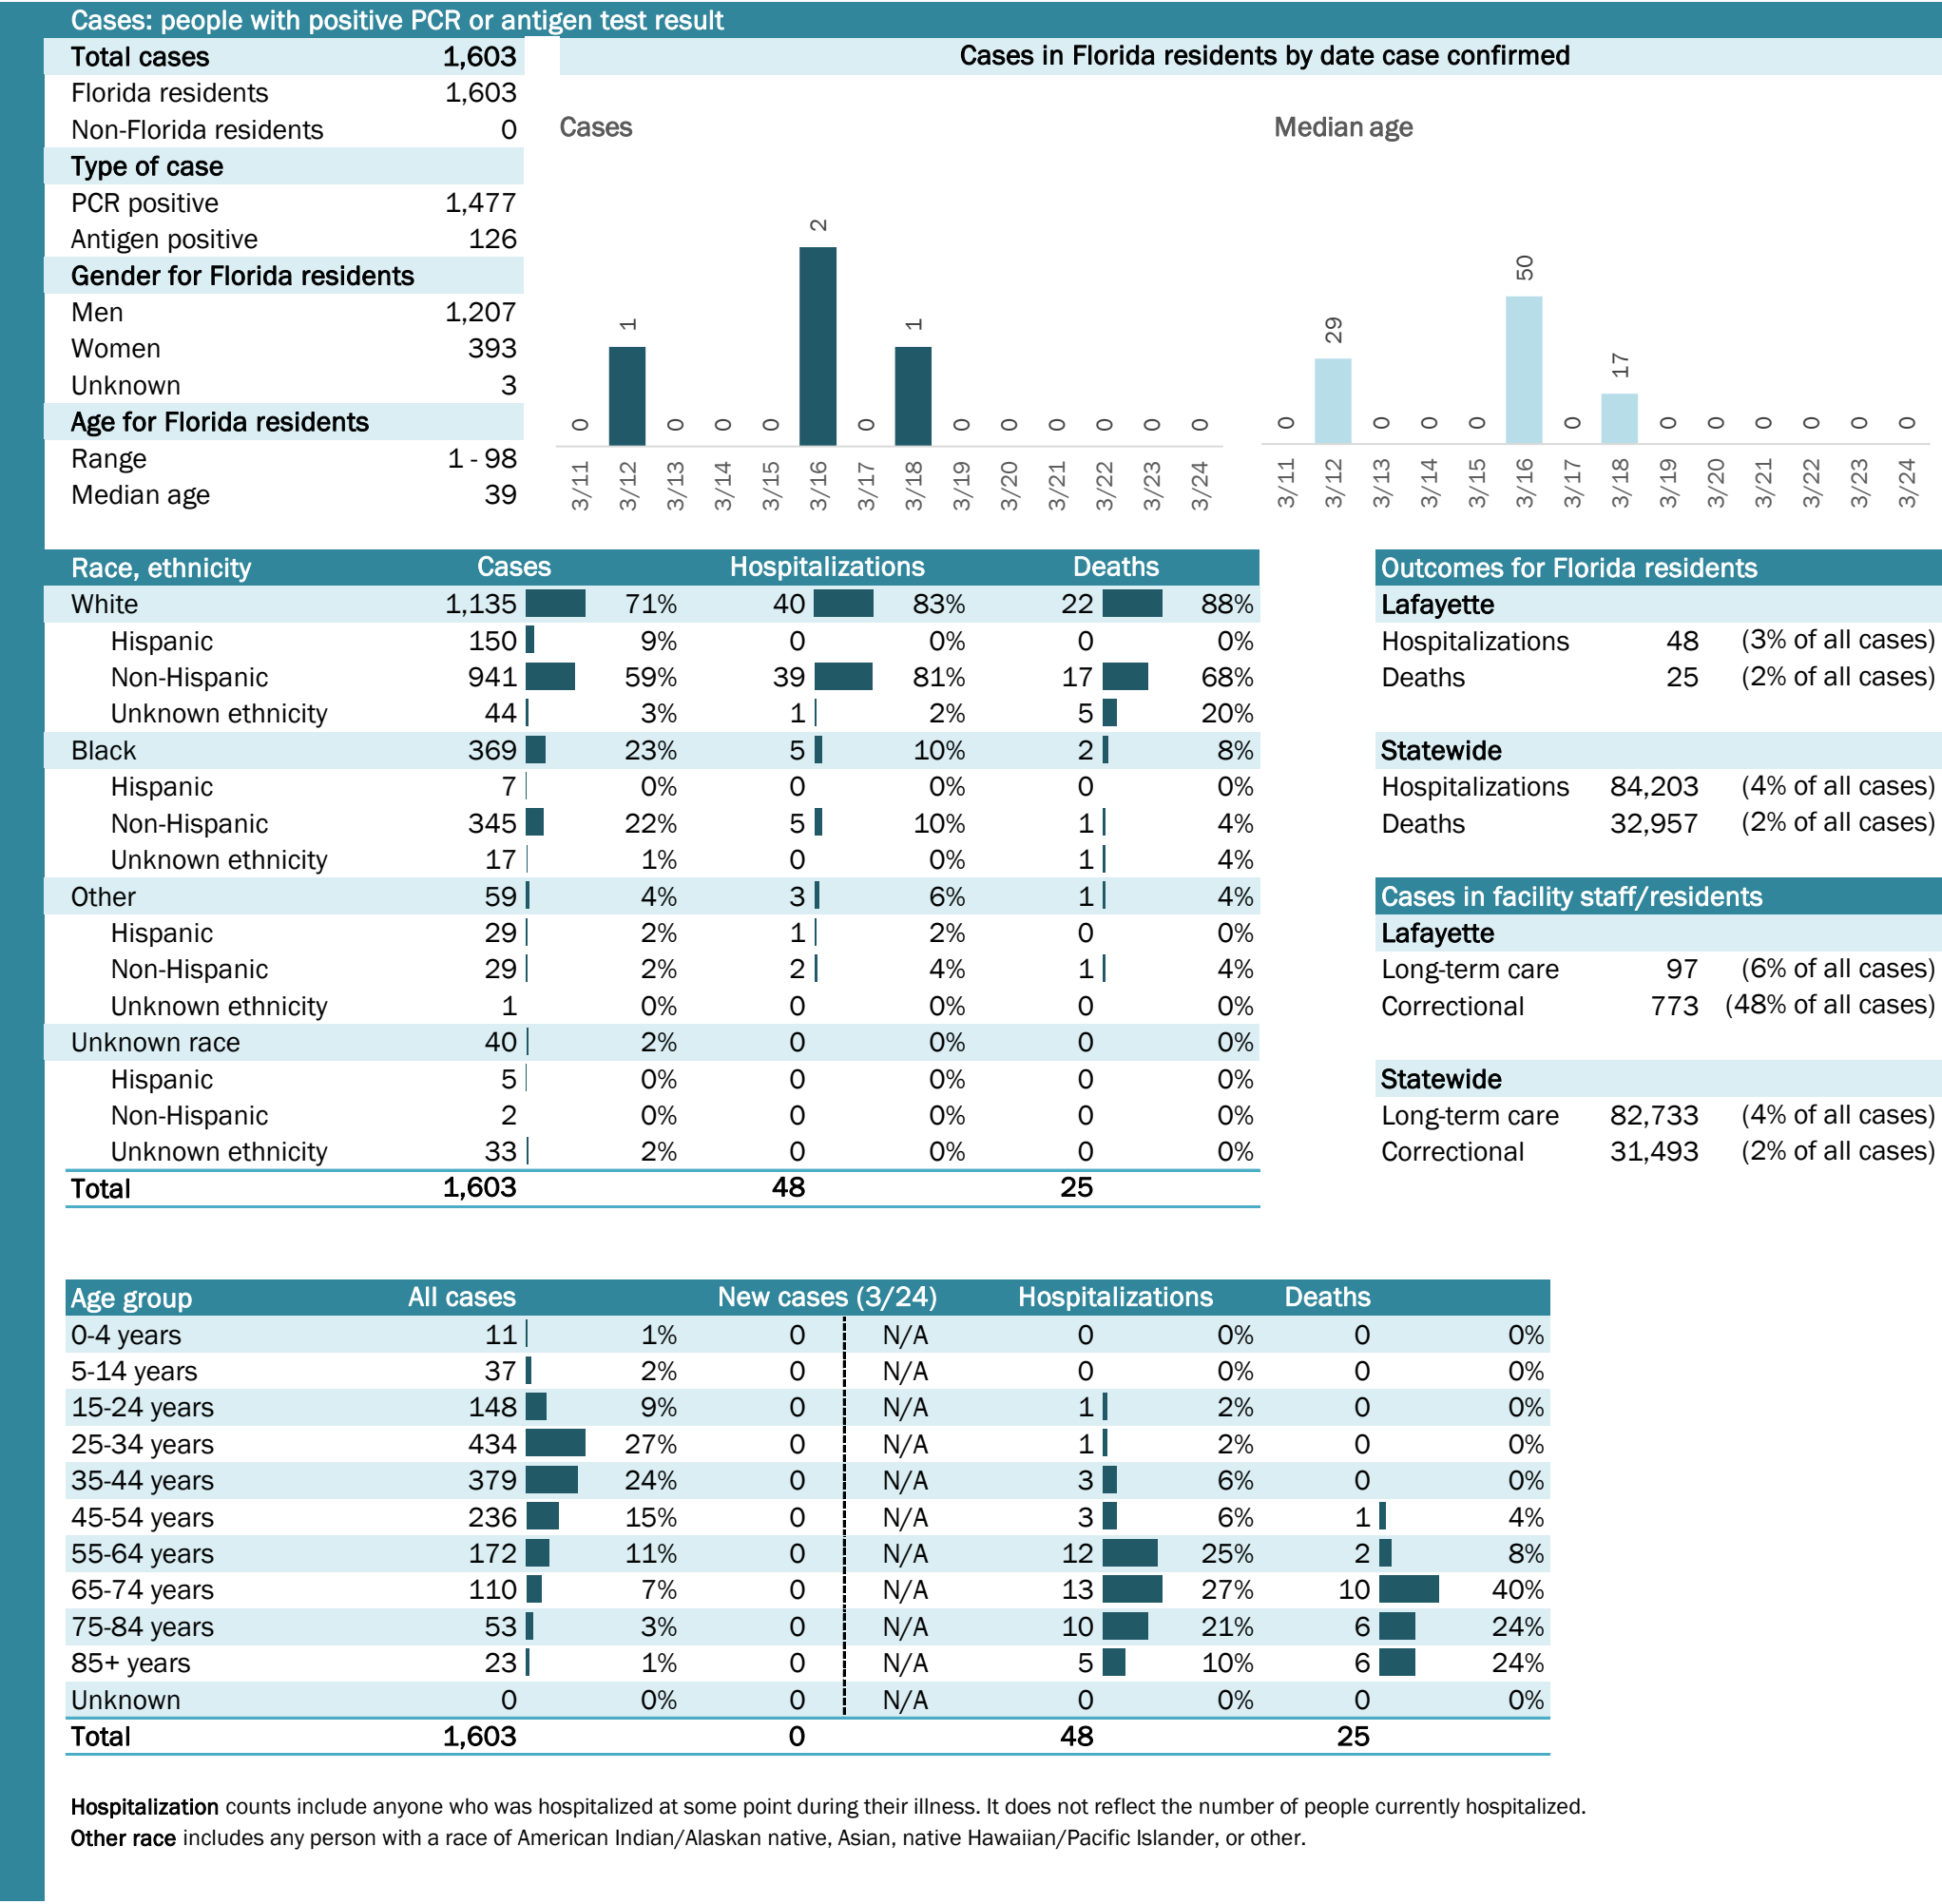 Cases: people with positive PCR or antigen test result
Total cases 1,603
Florida residents 1,603
Non-Florida residents 0
Type of case
PCR positive 1,477
Antigen positive 126
Gender for Florida residents
Men 1,207
Women 393
Unknown 3
Age for Florida residents
Range 1 - 98
Median age 39
Cases in Florida residents by date case confirmed
Cases
0 1 0 0 0 2 0 1 0 0 0 0 0 0
3/11 3/12 3/13 3/14 3/15 3/16 3/17 3/18 3/19 3/20 3/21 3/22 3/23 3/24
Median age
0 29 0 0 0 50 0 17 0 0 0 0 0 0
3/11 3/12 3/13 3/14 3/15 3/16 3/17 3/18 3/19 3/20 3/21 3/22 3/23 3/24
Race, ethnicity Cases Hospitalizations Deaths
White 1,135 71% 40 83% 22 88%
Hispanic 150 9% 0 0% 0 0%
Non-Hispanic 941 59% 39 81% 17 68%
Unknown ethnicity 44 3% 1 2% 5 20%
Black 369 23% 5 10% 2 8%
Hispanic 7 0% 0 0% 0 0%
Non-Hispanic 345 22% 5 10% 1 4%
Unknown ethnicity 17 1% 0 0% 1 4%
Other 59 4% 3 6% 1 4%
Hispanic 29 2% 1 2% 0 0%
Non-Hispanic 29 2% 2 4% 1 4%
Unknown ethnicity 1 0% 0 0% 0 0%
Unknown race 40 2% 0 0% 0 0%
Hispanic 5 0% 0 0% 0 0%
Non-Hispanic 2 0% 0 0% 0 0%
Unknown ethnicity 33 2% 0 0% 0 0%
Total 1,603 48 25
Outcomes for Florida residents
Lafayette
Hospitalizations 48 (3% of all cases)
Deaths 25 (2% of all cases)
Statewide
Hospitalizations 84,203 (4% of all cases)
Deaths 32,957 (2% of all cases)
Cases in facility staff/residents
Lafayette
Long-term care 97 (6% of all cases)
Correctional 773 (48% of all cases)
Statewide
Long-term care 82,733 (4% of all cases)
Correctional 31,493 (2% of all cases)
Age group All cases New cases (3/24) Hospitalizations Deaths
0-4 years 11 1% 0 N/A 0 0% 0 0%
5-14 years 37 2% 0 N/A 0 0% 0 0%
15-24 years 148 9% 0 N/A 1 2% 0 0%
25-34 years 434 27% 0 N/A 1 2% 0 0%
35-44 years 379 24% 0 N/A 3 6% 0 0%
45-54 years 236 15% 0 N/A 3 6% 1 4%
55-64 years 172 11% 0 N/A 12 25% 2 8%
65-74 years 110 7% 0 N/A 13 27% 10 40%
75-84 years 53 3% 0 N/A 10 21% 6 24%
85+ years 23 1% 0 N/A 5 10% 6 24%
Unknown 0 0% 0 N/A 0 0% 0 0%
Total 1,603 0 48 25
Hospitalization counts include anyone who was hospitalized at some point during their illness. It does not reflect the number of people currently hospitalized.
Other race includes any person with a race of American Indian/Alaskan native, Asian, native Hawaiian/Pacific Islander, or other.